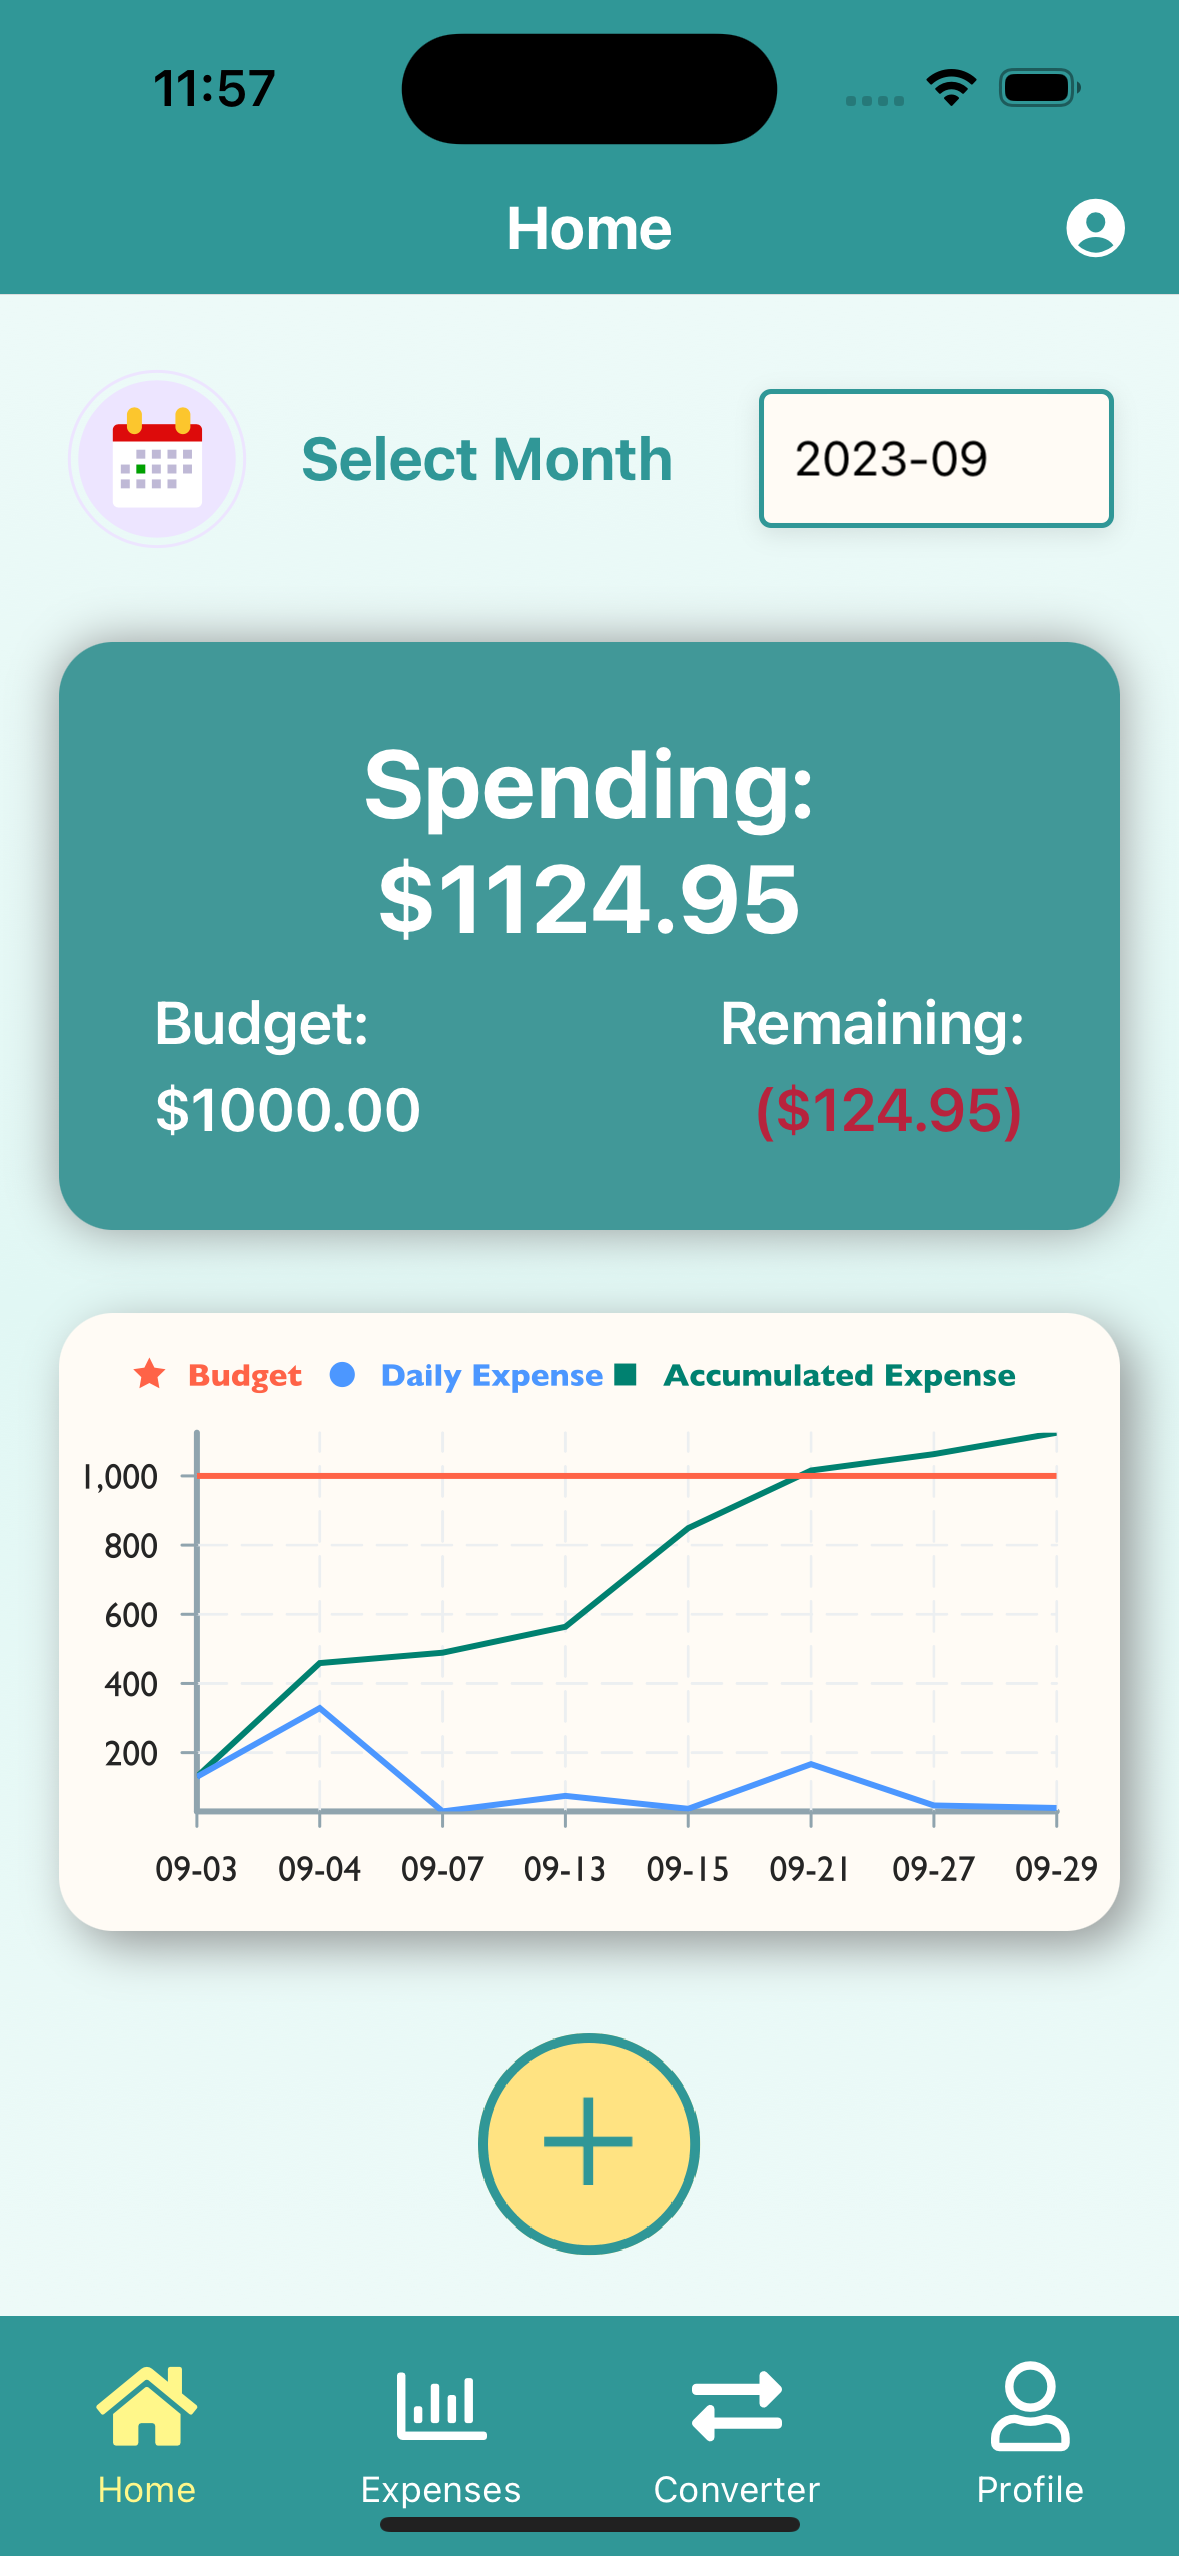 11:57
Home
Select Month
2023-09
Spending:
$1124.95
Budget:
Remaining:
$1000.00
($124.95)
Budget Daily Expense Accumulated Expense
1,000
800
600
400
200
09-03 09-04 09-07 09-13 09-15 09-21 09-27 09-29
Home Expenses Converter Profile